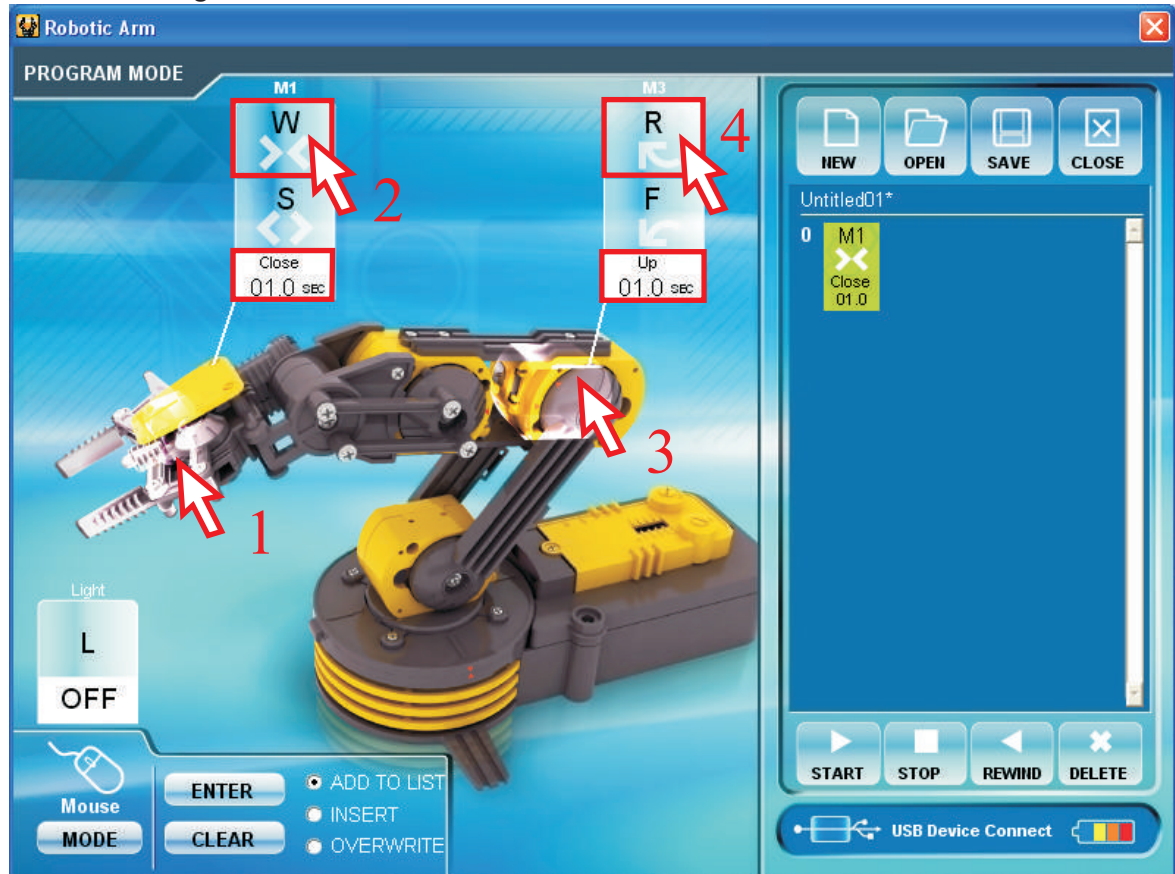 Robotic Arm
PROGRAM MODE
M1
W
S
Close
01.0 SEC
2
M3
R
F
Up
01.0 SEC
4
1
3
Light
L
OFF
Mouse
MODE
ENTER
CLEAR
ADD TO LIST
INSERT
OVERWRITE
NEW
OPEN
SAVE
CLOSE
Untitled01*
0
M1
Close
01.0
START
STOP
REWIND
DELETE
USB Device Connect